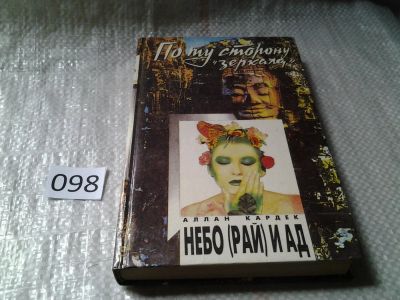 По ту сторону
"зеркала"
098
АЛЛАН КАРДЕК
НЕБО (РАЙ) И АД